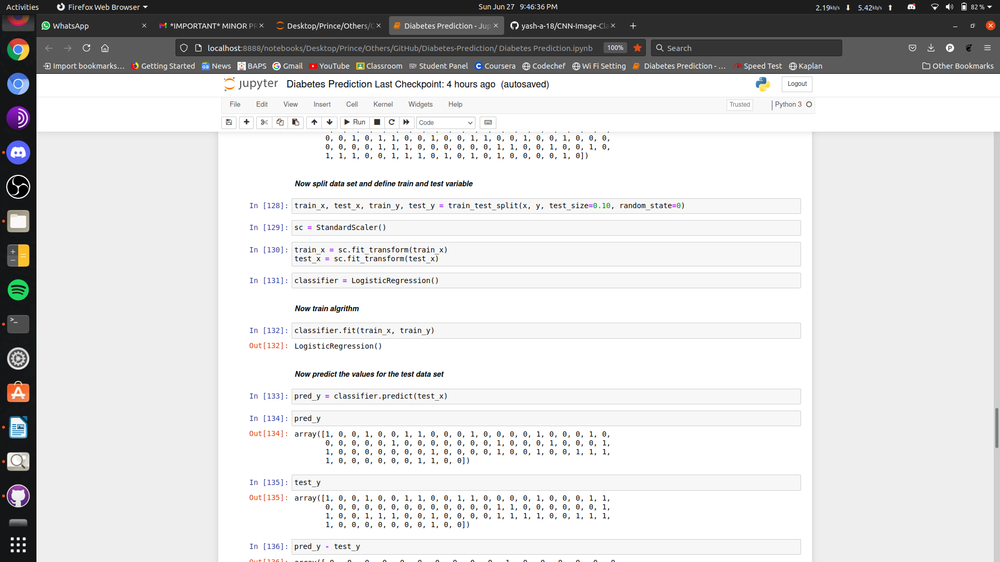 Activities
Firefox Web Browser
Sun Jun 27 9:46:36 PM
2.19kb/s
5.42kb/s
82 %
WhatsApp
*IMPORTANT* MINOR PR
Desktop/Prince/Others/G
Diabetes Prediction - Jup
yash-a-18/CNN-Image-Cla
localhost:8888/notebooks/Desktop/Prince/Others/GitHub/Diabetes-Prediction/ Diabetes Prediction.ipynb
100%
Search
Import bookmarks...
Getting Started
News
BAPS
Gmail
YouTube
Classroom
Student Panel
Coursera
Codechef
Wi Fi Setting
Diabetes Prediction - ...
Speed Test
Kaplan
Other Bookmarks
jupyter
Diabetes Prediction Last Checkpoint: 4 hours ago (autosaved)
Logout
File Edit View Insert Cell Kernel Widgets Help
Trusted
Python 3
Run
Code
0, 0, 1, 0, 1, 1, 0, 0, 1, 0, 0, 1, 1, 0, 0, 1, 0, 0, 1, 0, 0, 0,
0, 0, 0, 0, 1, 1, 1, 0, 0, 0, 0, 0, 0, 1, 1, 0, 0, 1, 0, 0, 1, 0,
1, 1, 1, 0, 0, 1, 1, 1, 0, 1, 0, 1, 0, 1, 0, 0, 0, 0, 1, 0])
Now split data set and define train and test variable
In [128]: train_x, test_x, train_y, test_y = train_test_split(x, y, test_size=0.10, random_state=0)
In [129]: sc = StandardScaler()
In [130]: train_x = sc.fit_transform(train_x)
test_x = sc.fit_transform(test_x)
In [131]: classifier = LogisticRegression()
Now train algrithm
In [132]: classifier.fit(train_x, train_y)
Out[132]: LogisticRegression()
Now predict the values for the test data set
In [133]: pred_y = classifier.predict(test_x)
In [134]: pred_y
Out[134]: array([1, 0, 0, 1, 0, 0, 1, 1, 0, 0, 0, 1, 0, 0, 0, 0, 1, 0, 0, 0, 1, 0,
0, 0, 0, 0, 0, 1, 0, 0, 0, 0, 0, 0, 0, 1, 0, 0, 0, 1, 0, 0, 0, 1,
1, 0, 0, 0, 0, 0, 0, 0, 1, 0, 0, 0, 0, 1, 0, 0, 1, 0, 0, 1, 1, 1,
1, 0, 0, 0, 0, 0, 0, 1, 1, 0, 0])
In [135]: test_y
Out[135]: array([1, 0, 0, 1, 0, 0, 1, 1, 0, 0, 1, 1, 0, 0, 0, 0, 1, 0, 0, 0, 1, 1,
0, 0, 0, 0, 0, 0, 0, 0, 0, 0, 0, 0, 0, 1, 1, 0, 0, 0, 0, 0, 0, 1,
1, 0, 0, 1, 1, 1, 0, 0, 1, 0, 0, 0, 0, 1, 1, 1, 1, 0, 0, 1, 1, 1,
1, 0, 0, 0, 0, 0, 0, 0, 1, 0, 0])
In [136]: pred_y - test_y